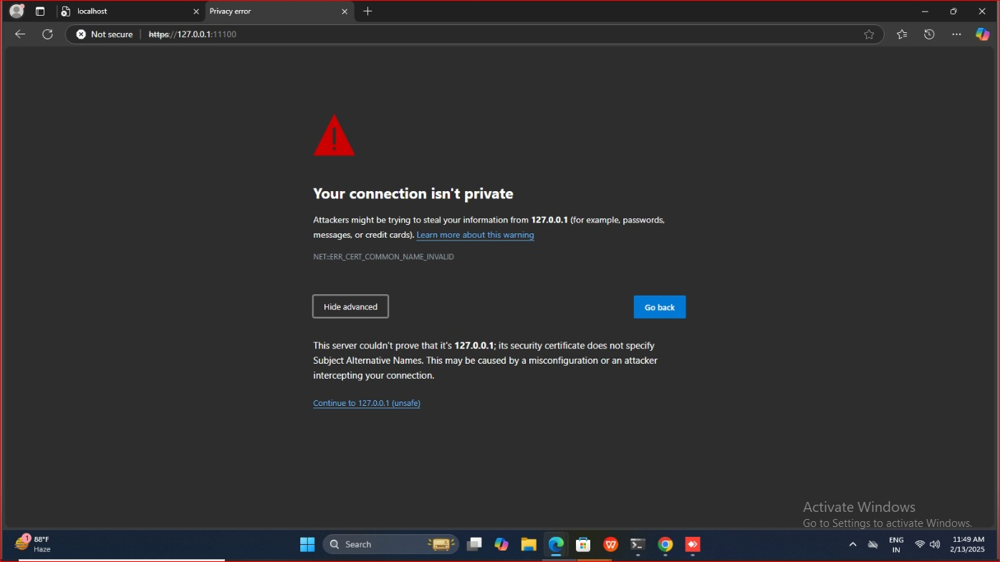 localhost
Privacy error
Not secure
https://127.0.0.1:11100
Your connection isn't private
Attackers might be trying to steal your information from 127.0.0.1 (for example, passwords,
messages, or credit cards). Learn more about this warning
NET::ERR_CERT_COMMON_NAME_INVALID
Hide advanced
Go back
This server couldn't prove that it's 127.0.0.1; its security certificate does not specify
Subject Alternative Names. This may be caused by a misconfiguration or an attacker
intercepting your connection.
Continue to 127.0.0.1 (unsafe)
Activate Windows
Go to Settings to activate Windows.
1
88°F
Haze
Search
W
ENG
IN
11:49 AM
2/13/2025